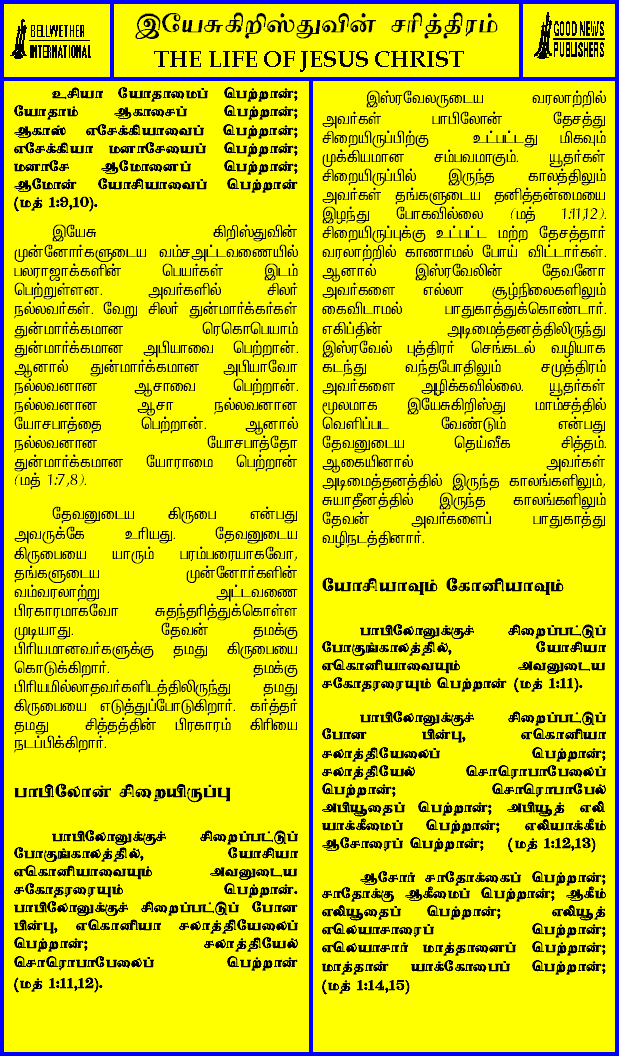 BELLWETHER
INTERNATIONAL
இயேசுகிறிஸ்துவின் சரித்திரம்
THE LIFE OF JESUS CHRIST
GOOD NEWS
PUBLISHERS
உசியா யோதாமைப் பெற்றான்;
யோதாம் ஆகாசைப் பெற்றான்;
ஆகாஸ் எசேக்கியாவைப் பெற்றான்;
எசேக்கியா மனாசேயைப் பெற்றான்;
மனாசே ஆமோனைப் பெற்றான்;
ஆமோன் யோசியாவைப் பெற்றான்
(மத் 1:9,10).
இயேசு கிறிஸ்துவின்
முன்னோர்களுடைய வம்சஅட்டவணையில்
பலராஜாக்களின் பெயர்கள் இடம்
பெற்றுள்ளன. அவர்களில் சிலர்
நல்லவர்கள். வேறு சிலர் துன்மார்க்கர்கள்
துன்மார்க்கமான ரெகொபெயாம்
துன்மார்க்கமான அபியாவை பெற்றான்.
ஆனால் துன்மார்க்கமான அபியாவோ
நல்லவனான ஆசாவை பெற்றான்.
நல்லவனான ஆசா நல்லவனான
யோசபாத்தை பெற்றான். ஆனால்
நல்லவனான யோசபாத்தோ
துன்மார்க்கமான யோராமை பெற்றான்
(மத் 1:7,8).
தேவனுடைய கிருபை என்பது
அவருக்கே உரியது. தேவனுடைய
கிருபையை யாரும் பரம்பரையாகவோ,
தங்களுடைய முன்னோர்களின்
வம்வரலாற்று அட்டவணை
பிரகாரமாகவோ சுதந்தரித்துக்கொள்ள
முடியாது. தேவன் தமக்கு
பிரியமானவர்களுக்கு தமது கிருபையை
கொடுக்கிறார். தமக்கு
பிரியமில்லாதவர்களிடத்திலிருந்து தமது
கிருபையை எடுத்துப்போடுகிறார். கர்த்தர்
தமது சித்தத்தின் பிரகாரம் கிரியை
நடப்பிக்கிறார்.
பாபிலோன் சிறையிருப்பு
பாபிலோனுக்குச் சிறைப்பட்டுப்
போகுங்காலத்தில், யோசியா
எகொனியாவையும் அவனுடைய
சகோதரரையும் பெற்றான்.
பாபிலோனுக்குச் சிறைப்பட்டுப் போன
பின்பு, எகொனியா சலாத்தியேலைப்
பெற்றான்; சலாத்தியேல்
சொரொபாபேலைப் பெற்றான்
(மத் 1:11,12).
இஸ்ரவேலருடைய வரலாற்றில்
அவர்கள் பாபிலோன் தேசத்து
சிறையிருப்பிற்கு உட்பட்டது மிகவும்
முக்கியமான சம்பவமாகும். யூதர்கள்
சிறையிருப்பில் இருந்த காலத்திலும்
அவர்கள் தங்களுடைய தனித்தன்மையை
இழந்து போகவில்லை (மத் 1:11,12).
சிறையிருப்புக்கு உட்பட்ட மற்ற தேசத்தார்
வரலாற்றில் காணாமல் போய் விட்டார்கள்.
ஆனால் இஸ்ரவேலின் தேவனோ
அவர்களை எல்லா சூழ்நிலைகளிலும்
கைவிடாமல் பாதுகாத்துக்கொண்டார்.
எகிப்தின் அடிமைத்தனத்திலிருந்து
இஸ்ரவேல் புத்திரர் செங்கடல் வழியாக
கடந்து வந்தபோதிலும் சமுத்திரம்
அவர்களை அழிக்கவில்லை. யூதர்கள்
மூலமாக இயேசுகிறிஸ்து மாம்சத்தில்
வெளிப்பட வேண்டும் என்பது
தேவனுடைய தெய்வீக சித்தம்.
ஆகையினால் அவர்கள்
அடிமைத்தனத்தில் இருந்த காலங்களிலும்,
சுயாதீனத்தில் இருந்த காலங்களிலும்
தேவன் அவர்களைப் பாதுகாத்து
வழிநடத்தினார்.
யோசியாவும் கோனியாவும்
பாபிலோனுக்குச் சிறைப்பட்டுப்
போகுங்காலத்தில், யோசியா
எகொனியாவையும் அவனுடைய
சகோதரரையும் பெற்றான் (மத் 1:11).
பாபிலோனுக்குச் சிறைப்பட்டுப்
போன பின்பு, எகொனியா
சலாத்தியேலைப் பெற்றான்;
சலாத்தியேல் சொரொபாபேலைப்
பெற்றான்; சொரொபாபேல்
அபியூதைப் பெற்றான்; அபியூத் எலி
யாக்கீமைப் பெற்றான்; எலியாக்கீம்
ஆசோரைப் பெற்றான்; (மத் 1:12,13)
ஆசோர் சாதோக்கைப் பெற்றான்;
சாதோக்கு ஆகீமைப் பெற்றான்; ஆகீம்
எலியூதைப் பெற்றான்; எலியூத்
எலெயாசாரைப் பெற்றான்;
எலெயாசார் மாத்தானைப் பெற்றான்;
மாத்தான் யாக்கோபைப் பெற்றான்;
(மத் 1:14,15)